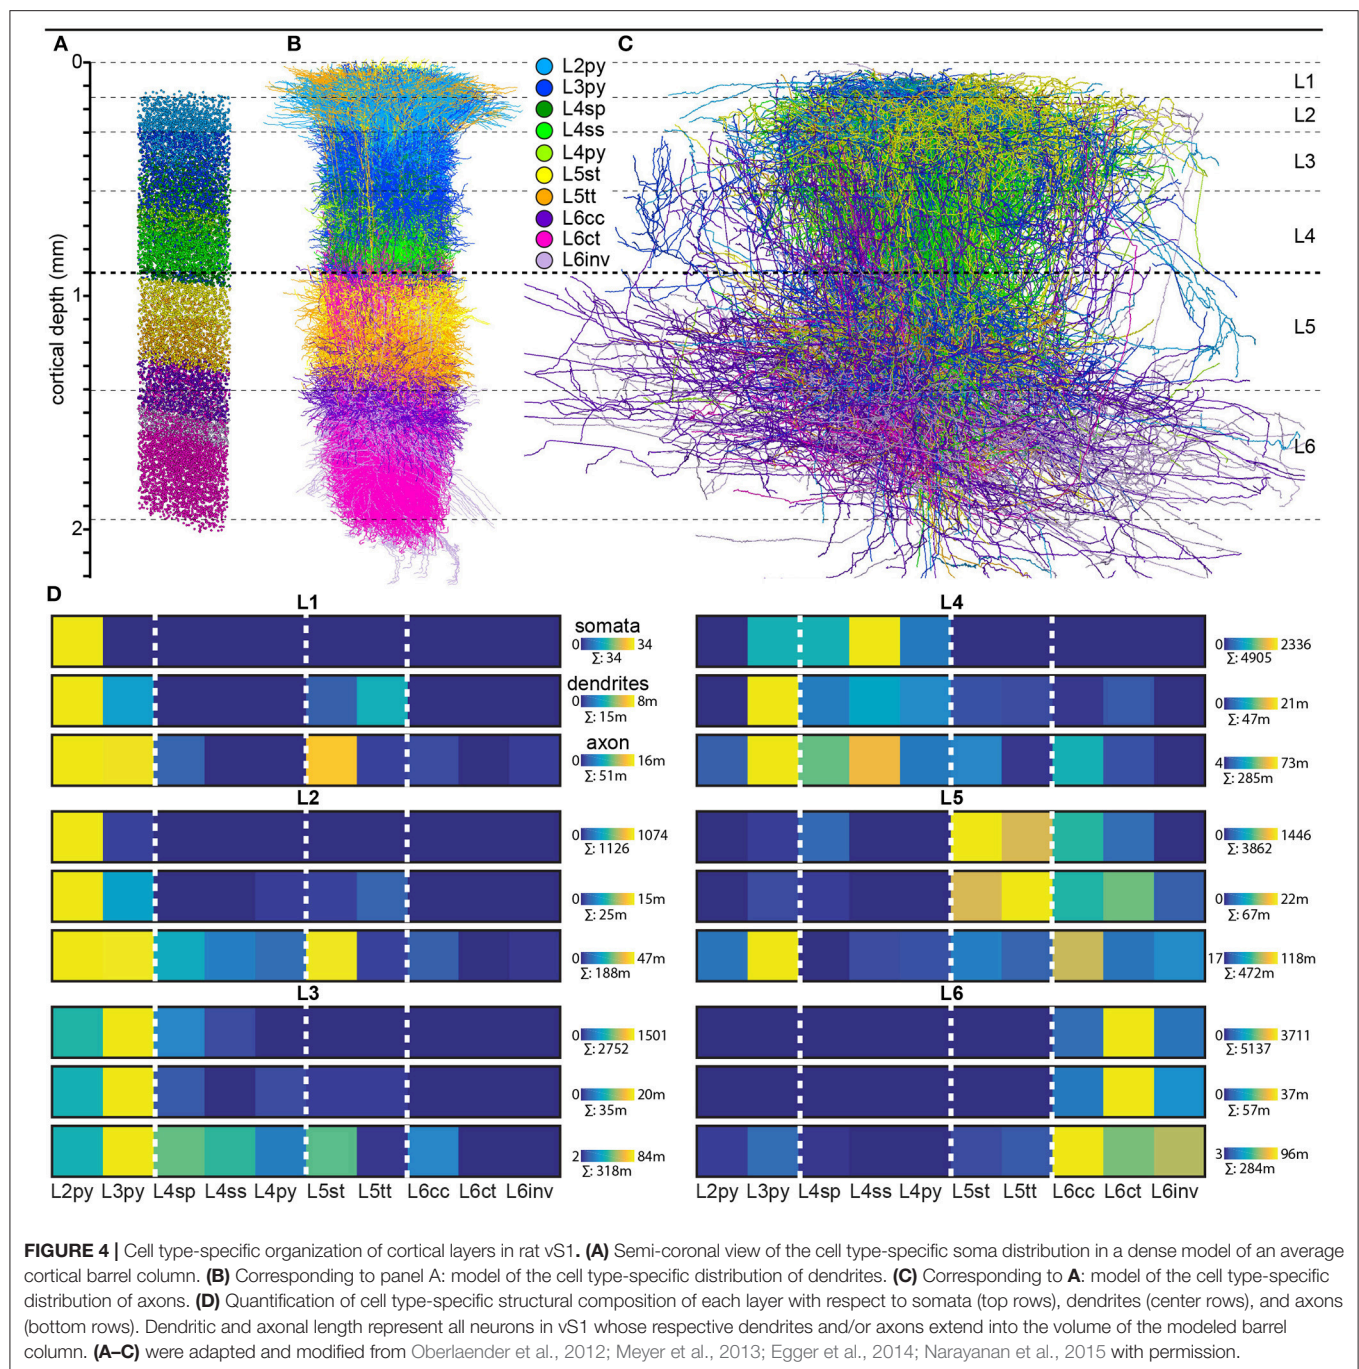 A
B
C
0
1
2
cortical depth (mm)
L2py
L3py
L4sp
L4ss
L4py
L5st
L5tt
L6cc
L6ct
L6inv
L1
L2
L3
L4
L5
L6
D
L1
somata
0 34
Σ: 34
dendrites
0 8m
Σ: 15m
axon
0 16m
Σ: 51m
L2
0 1074
Σ: 1126
0 15m
Σ: 25m
0 47m
Σ: 188m
L3
0 1501
Σ: 2752
0 20m
Σ: 35m
2 84m
Σ: 318m
L2py L3py L4sp L4ss L4py L5st L5tt L6cc L6ct L6inv
L4
0 2336
Σ: 4905
0 21m
Σ: 47m
4 73m
Σ: 285m
L5
0 1446
Σ: 3862
0 22m
Σ: 67m
17 118m
Σ: 472m
L6
0 3711
Σ: 5137
0 37m
Σ: 57m
3 96m
Σ: 284m
L2py L3py L4sp L4ss L4py L5st L5tt L6cc L6ct L6inv
FIGURE 4 | Cell type-specific organization of cortical layers in rat vS1. (A) Semi-coronal view of the cell type-specific soma distribution in a dense model of an average
cortical barrel column. (B) Corresponding to panel A: model of the cell type-specific distribution of dendrites. (C) Corresponding to A: model of the cell type-specific
distribution of axons. (D) Quantification of cell type-specific structural composition of each layer with respect to somata (top rows), dendrites (center rows), and axons
(bottom rows). Dendritic and axonal length represent all neurons in vS1 whose respective dendrites and/or axons extend into the volume of the modeled barrel
column. (A–C) were adapted and modified from Oberlaender et al., 2012; Meyer et al., 2013; Egger et al., 2014; Narayanan et al., 2015 with permission.